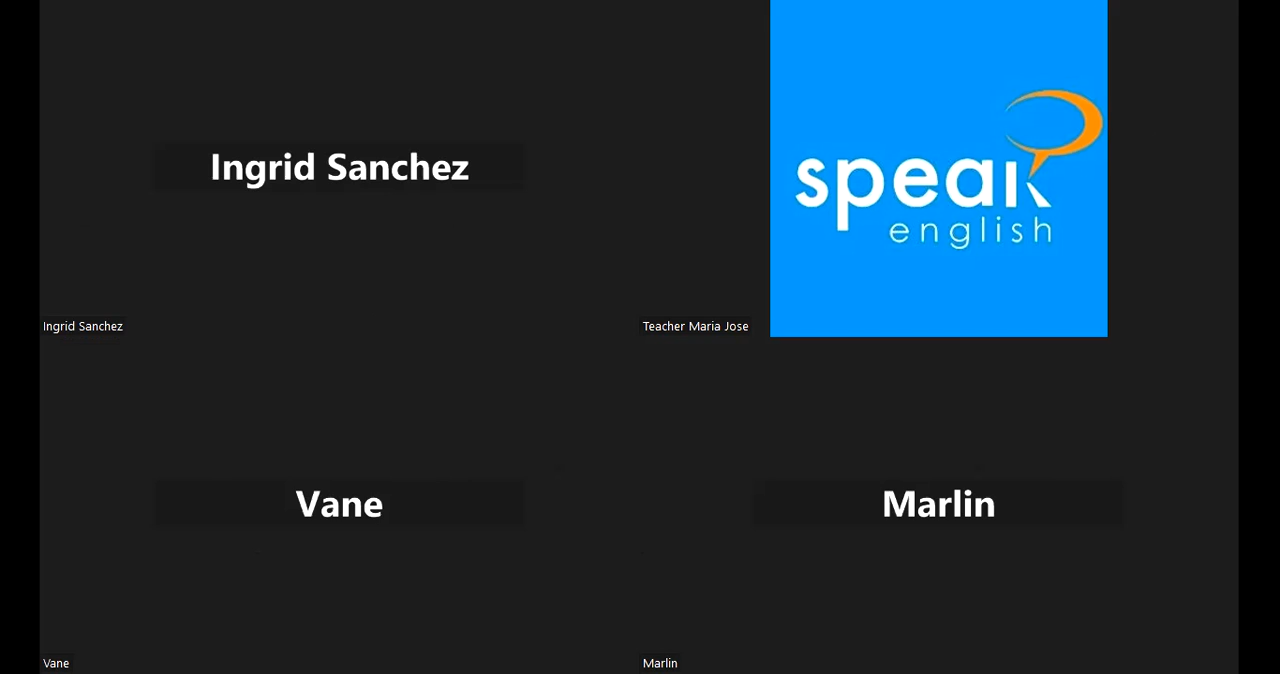 Ingrid Sanchez
speak
english
Ingrid Sanchez
Teacher Maria Jose
Vane
Marlin
Vane
Marlin